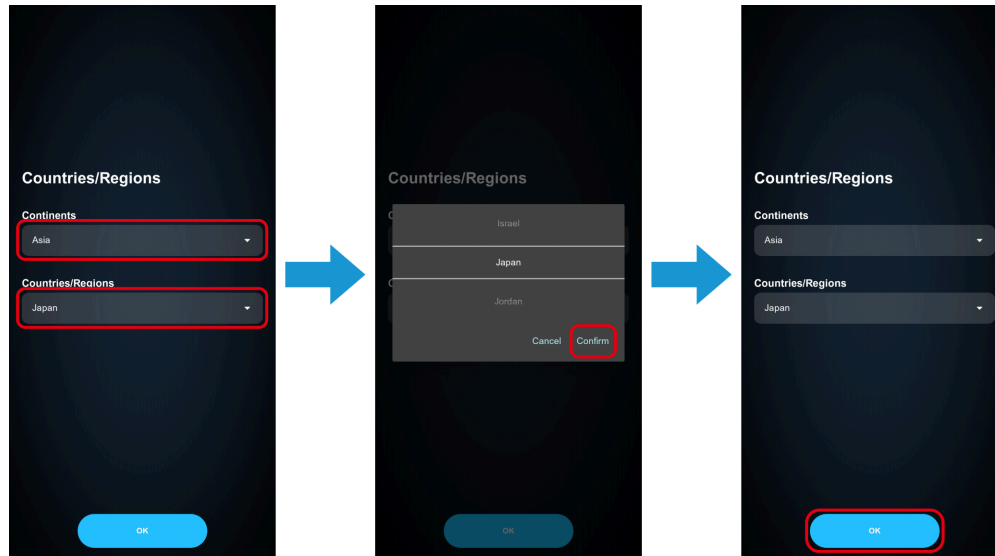 Countries/Regions
Continents
Asia
Countries/Regions
Japan
OK
Countries/Regions
Israel
Japan
Jordan
Cancel Confirm
OK
Countries/Regions
Continents
Asia
Countries/Regions
Japan
OK